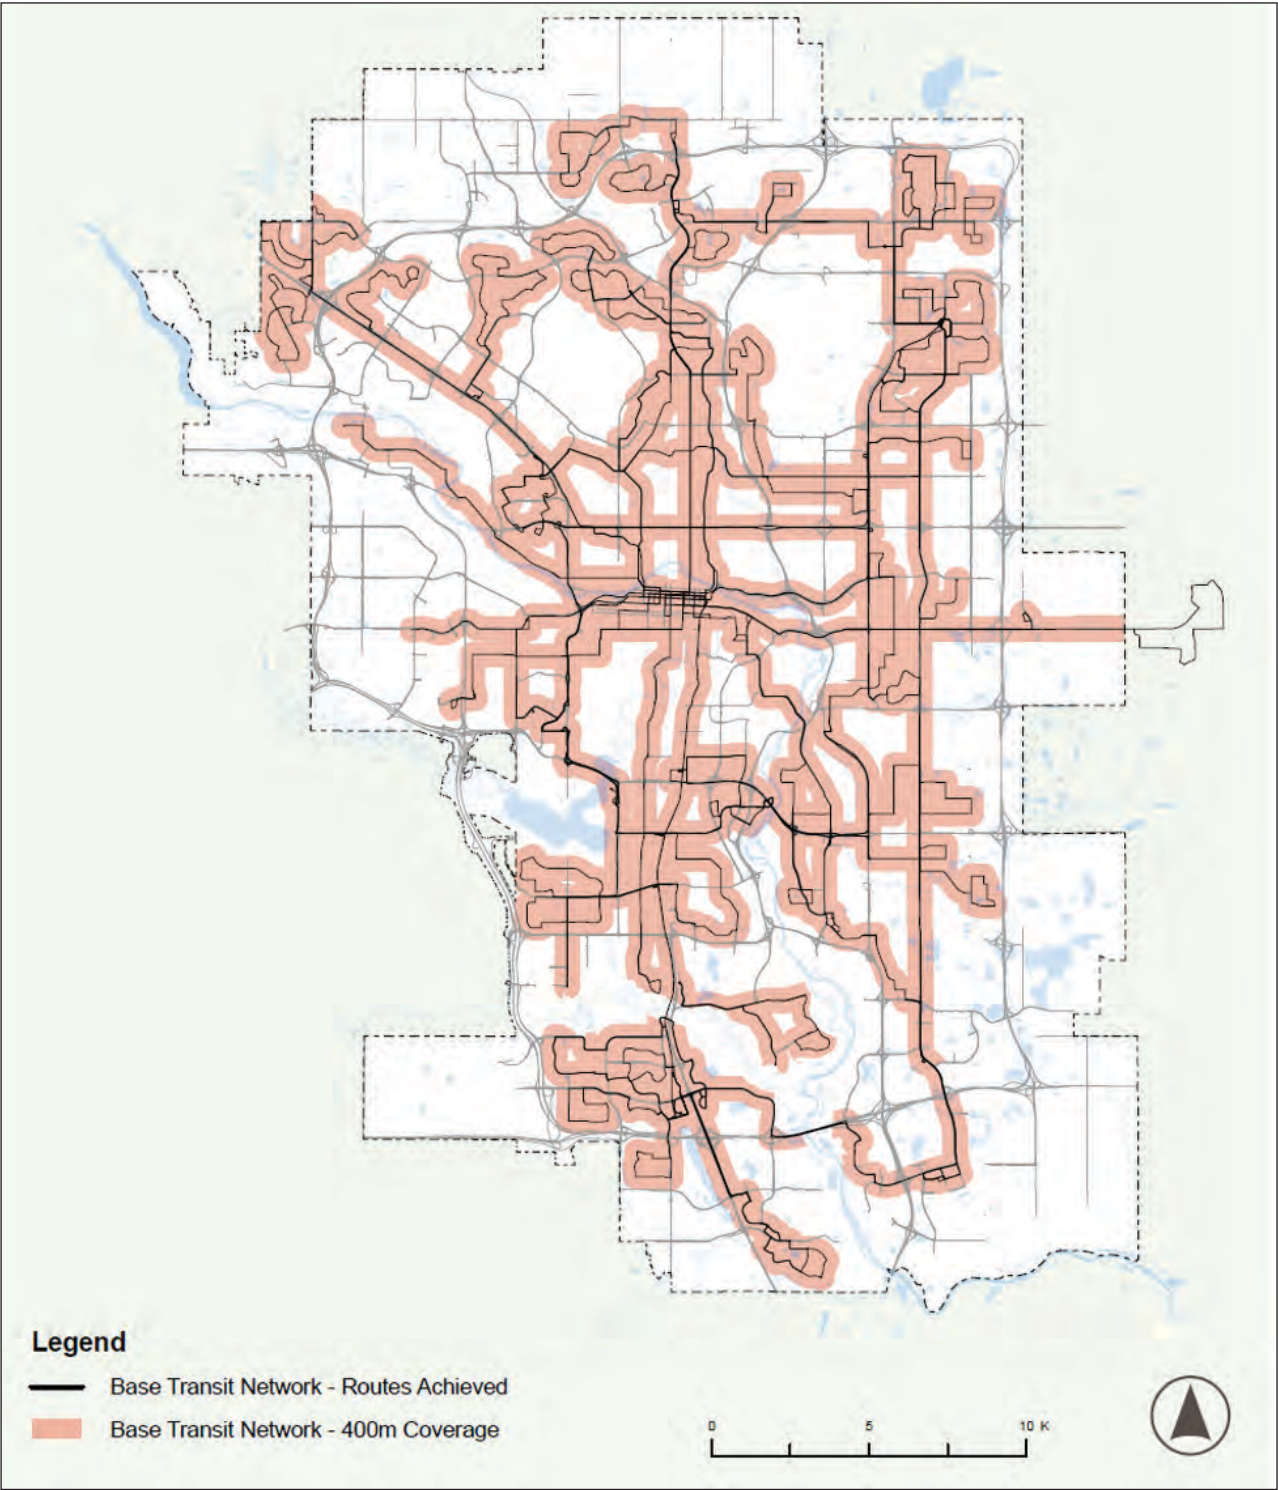 Legend
Base Transit Network - Routes Achieved
Base Transit Network - 400m Coverage
0 5 10 K